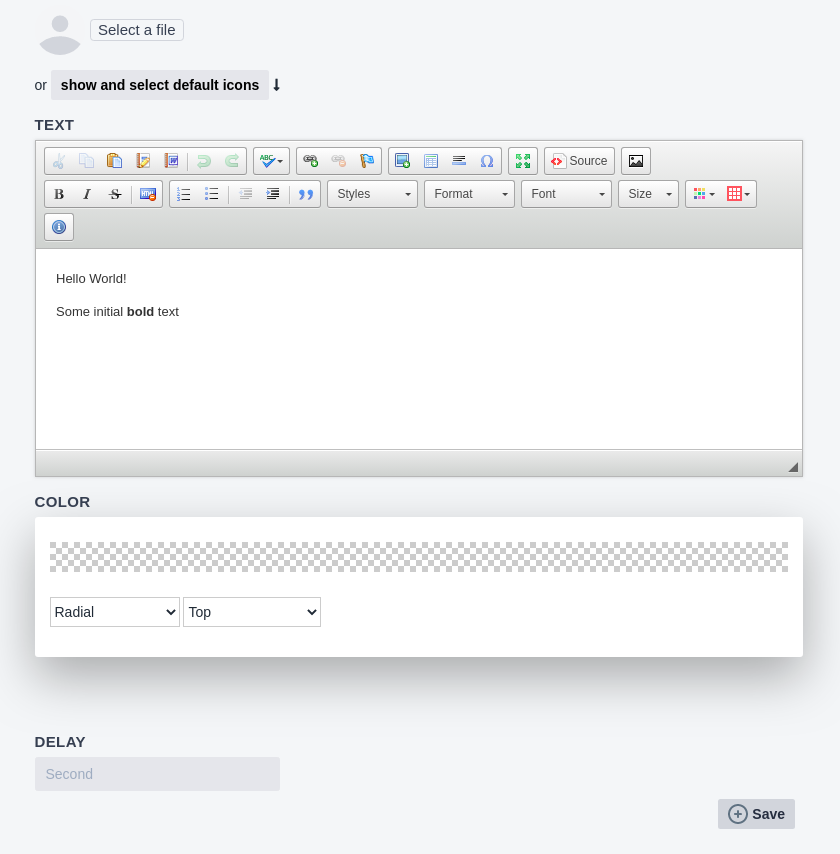 Select a file
or show and select default icons
TEXT
ABC
Source
B I S Styles Format Font Size
Hello World!
Some initial bold text
COLOR
Radial Top
DELAY
Second
Save